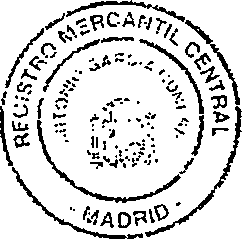 REGISTRO MERCANTIL CENTRAL
- MADRID -